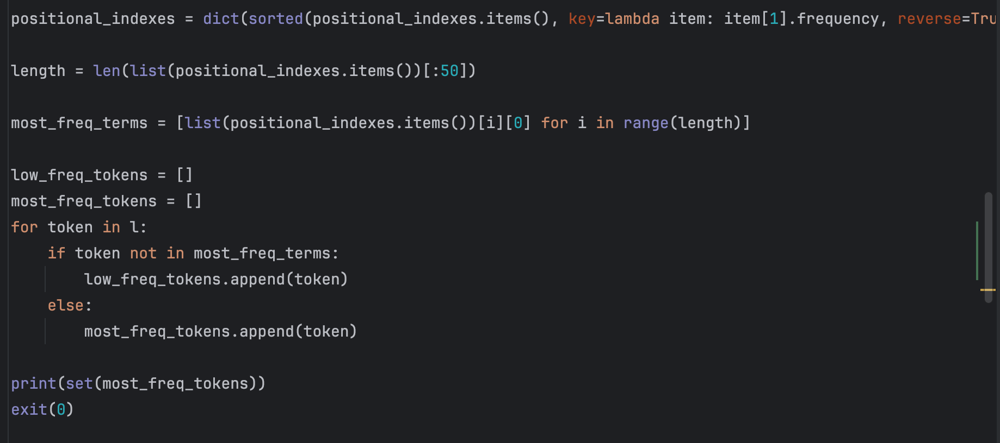 positional_indexes = dict(sorted(positional_indexes.items(), key=lambda item: item[1].frequency, reverse=Tru
length = len(list(positional_indexes.items())[:50])
most_freq_terms = [list(positional_indexes.items())[i][0] for i in range(length)]
low_freq_tokens = []
most_freq_tokens = []
for token in l:
    if token not in most_freq_terms:
        low_freq_tokens.append(token)
    else:
        most_freq_tokens.append(token)
print(set(most_freq_tokens))
exit(0)